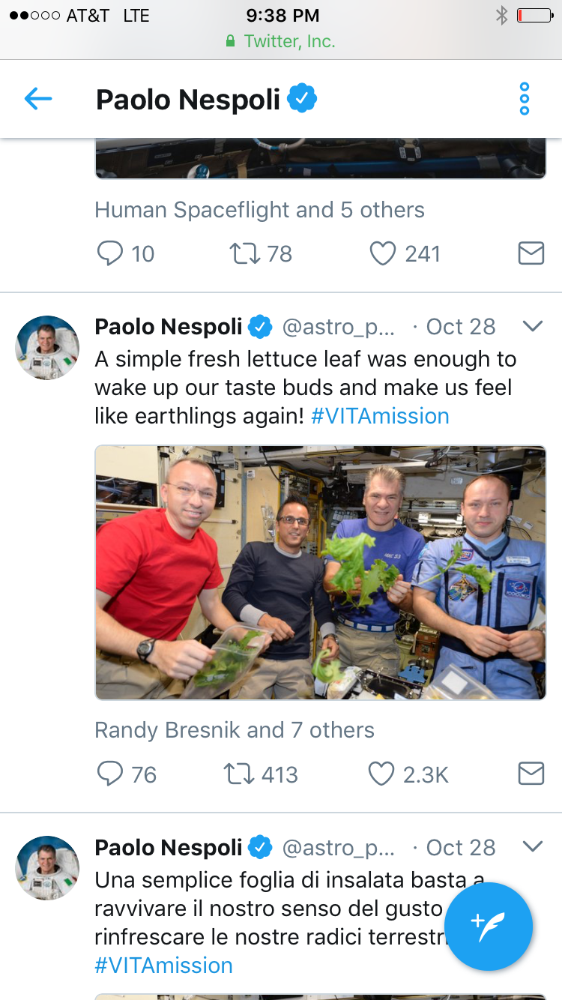 AT&T LTE 9:38 PM
Twitter, Inc.
Paolo Nespoli
Human Spaceflight and 5 others
10 78 241
Paolo Nespoli @astro_p... · Oct 28
A simple fresh lettuce leaf was enough to
wake up our taste buds and make us feel
like earthlings again! #VITAmission
Randy Bresnik and 7 others
76 413 2.3K
Paolo Nespoli @astro_p... · Oct 28
Una semplice foglia di insalata basta a
ravvivare il nostro senso del gusto
rinfrescare le nostre radici terrestr
#VITAmission